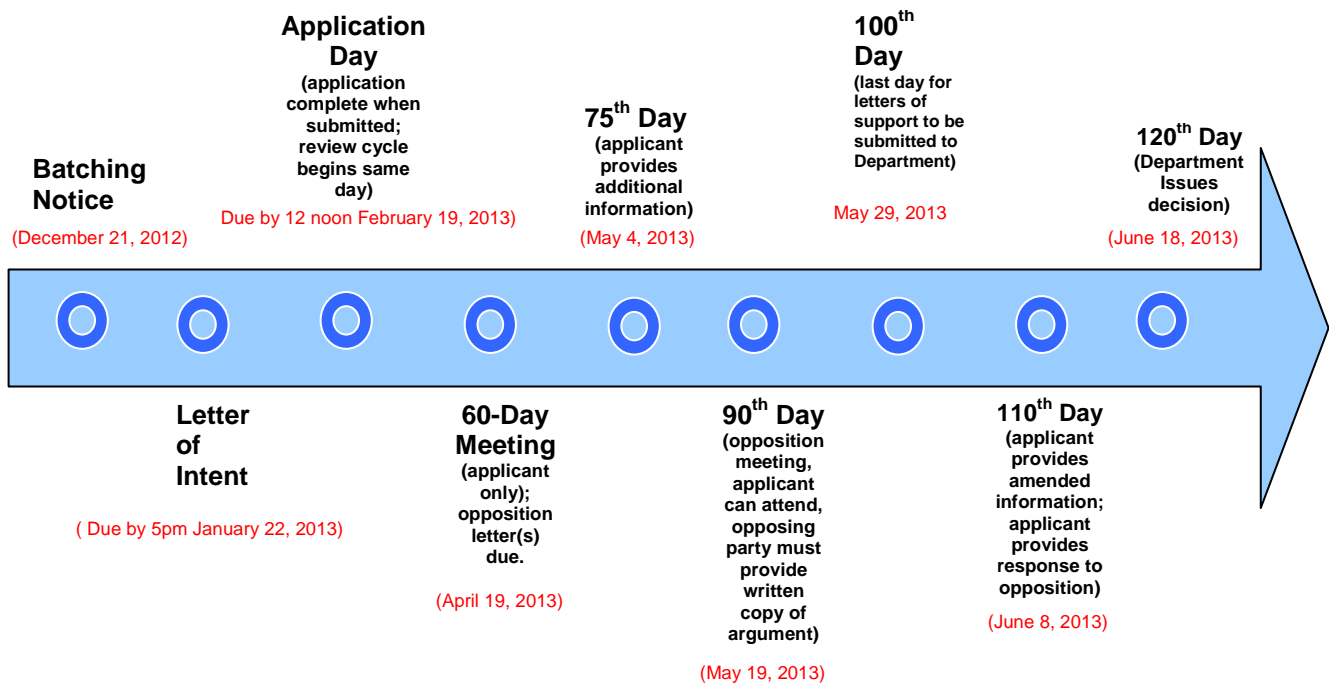 Batching
Notice
(December 21, 2012)
Letter
of
Intent
( Due by 5pm January 22, 2013)
Application
Day
(application
complete when
submitted;
review cycle
begins same
day)
Due by 12 noon February 19, 2013)
60-Day
Meeting
(applicant
only);
opposition
letter(s)
due.
(April 19, 2013)
75th Day
(applicant
provides
additional
information)
(May 4, 2013)
90th Day
(opposition
meeting,
applicant
can attend,
opposing
party must
provide
written
copy of
argument)
(May 19, 2013)
100th
Day
(last day for
letters of
support to be
submitted to
Department)
May 29, 2013
110th Day
(applicant
provides
amended
information;
applicant
provides
response to
opposition)
(June 8, 2013)
120th Day
(Department
Issues
decision)
(June 18, 2013)